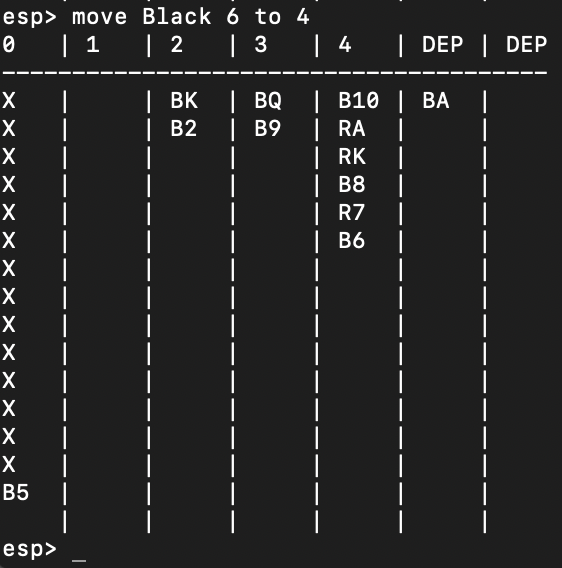 esp> move Black 6 to 4
0   | 1   | 2   | 3   | 4   | DEP | DEP
---------------------------------------
X   |     | BK  | BQ  | B10 | BA  |
X   |     | B2  | B9  | RA  |     |
X   |     |     |     | RK  |     |
X   |     |     |     | B8  |     |
X   |     |     |     | R7  |     |
X   |     |     |     | B6  |     |
X   |     |     |     |     |     |
X   |     |     |     |     |     |
X   |     |     |     |     |     |
X   |     |     |     |     |     |
X   |     |     |     |     |     |
X   |     |     |     |     |     |
X   |     |     |     |     |     |
X   |     |     |     |     |     |
B5  |     |     |     |     |     |
    |     |     |     |     |     |
esp> _